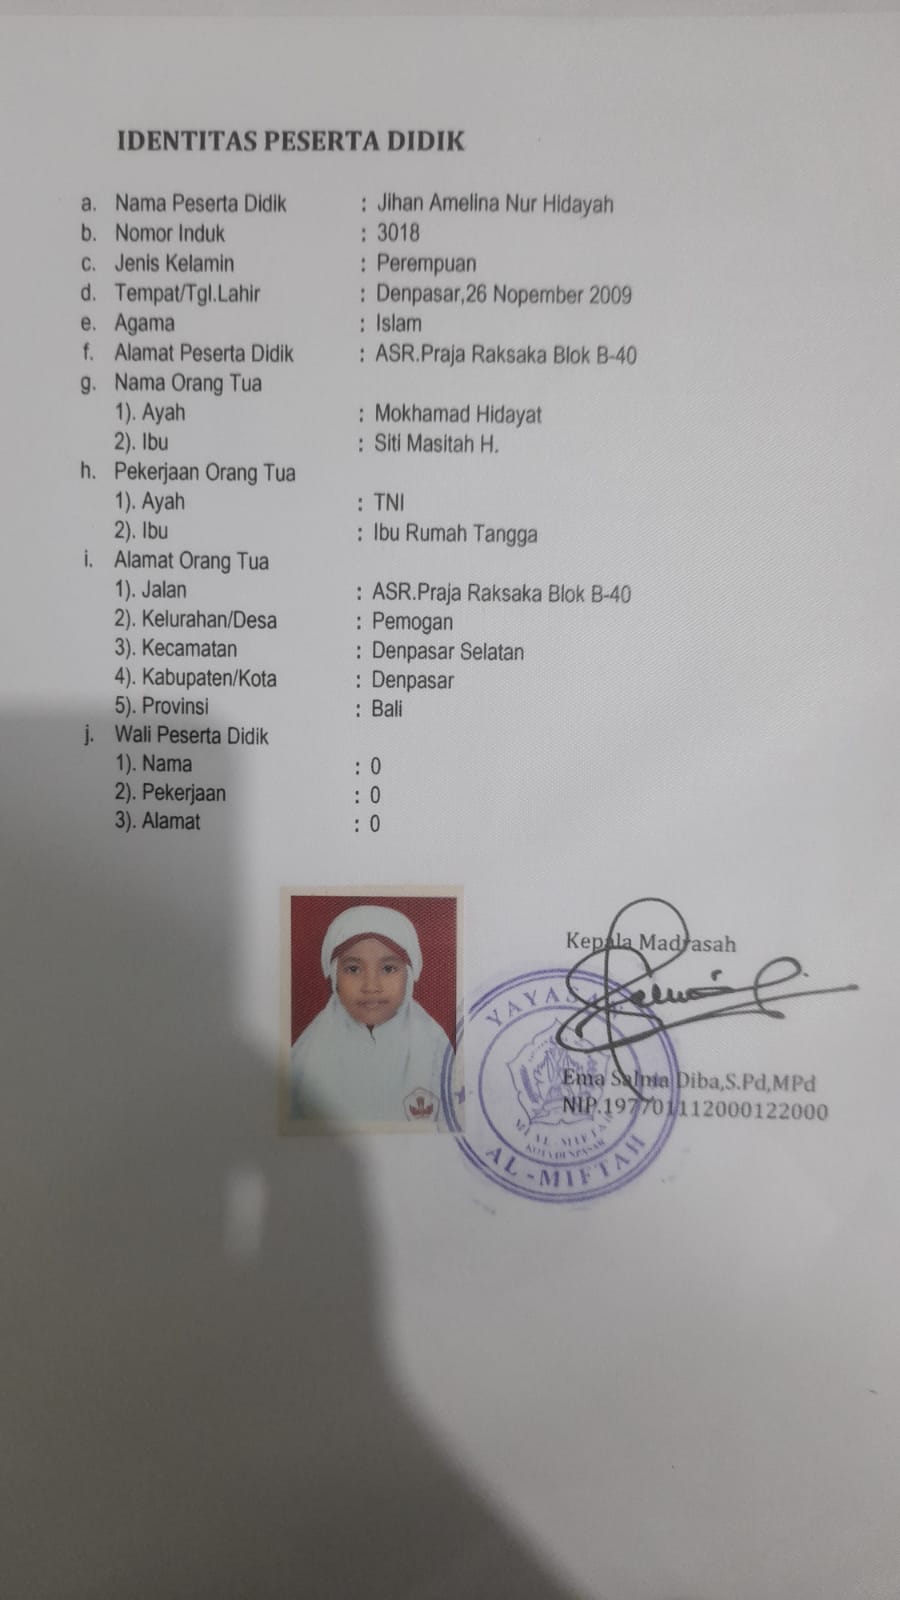 IDENTITAS PESERTA DIDIK
a. Nama Peserta Didik : Jihan Amelina Nur Hidayah
b. Nomor Induk : 3018
c. Jenis Kelamin : Perempuan
d. Tempat/Tgl.Lahir : Denpasar,26 Nopember 2009
e. Agama : Islam
f. Alamat Peserta Didik : ASR.Praja Raksaka Blok B-40
g. Nama Orang Tua
1). Ayah : Mokhamad Hidayat
2). Ibu : Siti Masitah H.
h. Pekerjaan Orang Tua
1). Ayah : TNI
2). Ibu : Ibu Rumah Tangga
i. Alamat Orang Tua
1). Jalan : ASR.Praja Raksaka Blok B-40
2). Kelurahan/Desa : Pemogan
3). Kecamatan : Denpasar Selatan
4). Kabupaten/Kota : Denpasar
5). Provinsi : Bali
j. Wali Peserta Didik
1). Nama : 0
2). Pekerjaan : 0
3). Alamat : 0
Kepala Madrasah
YAYASAN
Ema Salma Diba,S.Pd,MPd
NIP.197701112000122000
MI AL-MIFTAH
KOTA DENPASAR
AL-MIFTAH